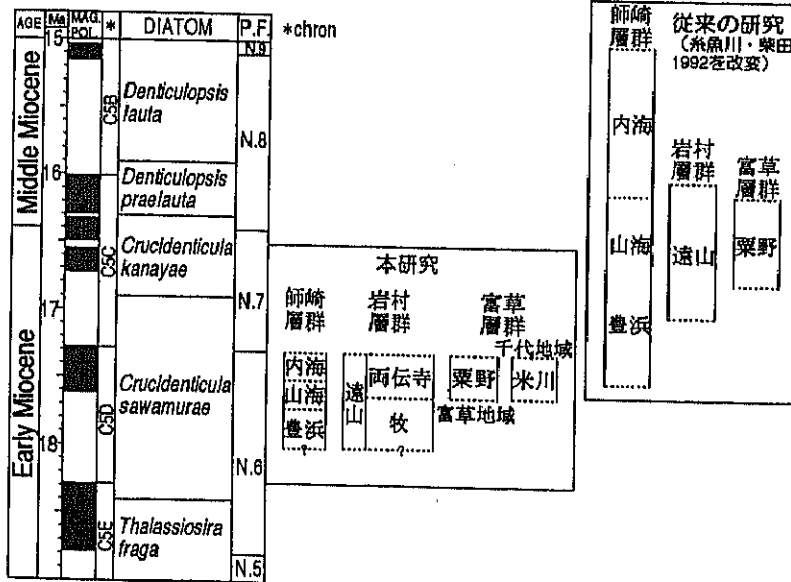 AGE Ma MAG. POL. * DIATOM P.F. *chron
15
16
17
18
Middle Miocene
Early Miocene
C5B
C5C
C5D
C5E
Denticulopsis
lauta
Denticulopsis
praelauta
Crucidenticula
kanayae
Crucidenticula
sawamurae
Thalassiosira
fraga
N.9
N.8
N.7
N.6
N.5
本研究
師崎
層群
岩村
層群
富草
層群
千代地域
内海
山海
豊浜
?
遠山
両伝寺
牧
?
粟野
米川
富草地域
師崎
層群
従来の研究
(糸魚川・柴田
1992を改変)
内海
山海
豊浜
岩村
層群
遠山
富草
層群
粟野